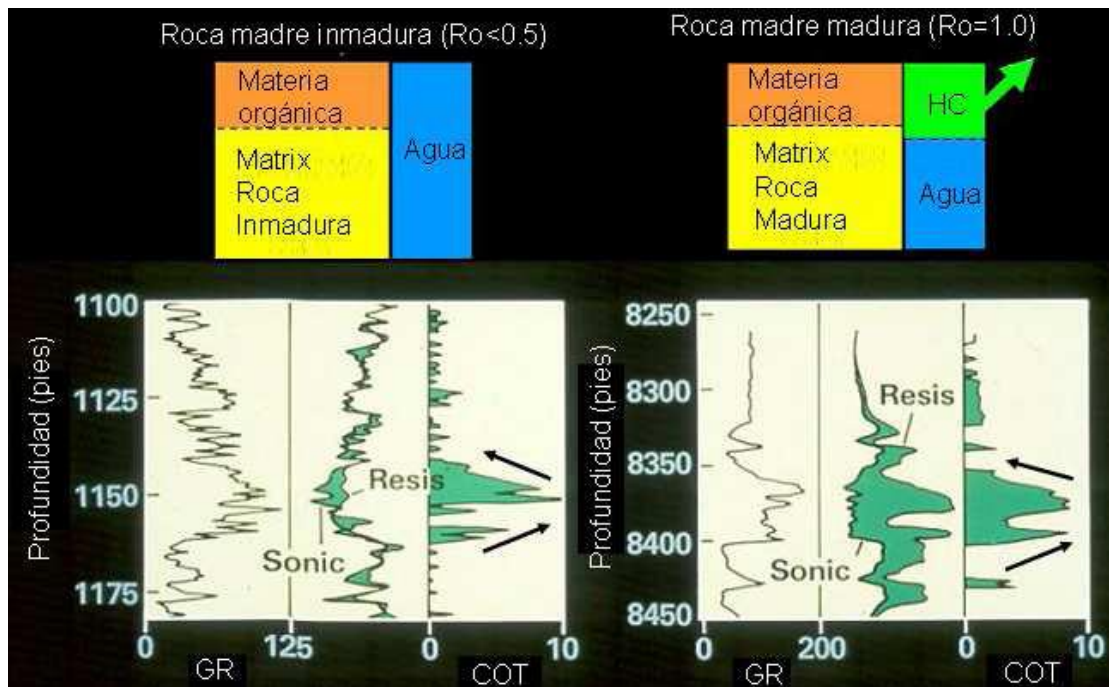 Roca madre inmadura (Ro<0.5)
Materia
orgánica
Matrix
Roca
Inmadura
Agua
Roca madre madura (Ro=1.0)
Materia
orgánica
Matrix
Roca
Madura
HC
Agua
Profundidad (pies)
1100
1125
1150
1175
Resis
Sonic
0
125
0
10
GR
COT
Profundidad (pies)
8250
8300
8350
8400
8450
Resis
Sonic
0
200
0
10
GR
COT